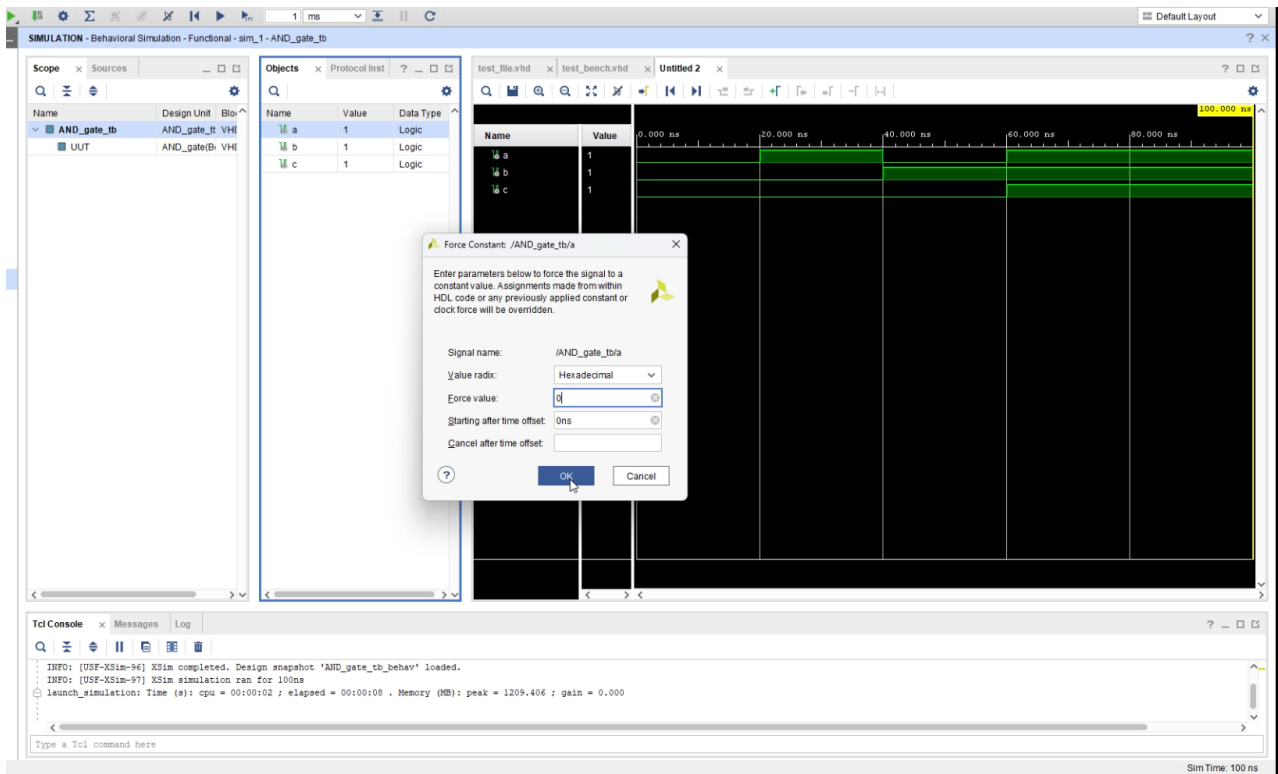 1 ms
Default Layout
SIMULATION - Behavioral Simulation - Functional - sim_1 - AND_gate_tb
? ×
Scope × Sources
Name Design Unit Bloc
AND_gate_tb AND_gate_tt VHI
UUT AND_gate(Be VHI
Objects × Protocol Inst ?
Name Value Data Type
a 1 Logic
b 1 Logic
c 1 Logic
test_file.vhd × test_bench.vhd × Untitled 2 × ?
100.000 ns
Name Value
0.000 ns 20.000 ns 40.000 ns 60.000 ns 80.000 ns
a 1
b 1
c 1
Force Constant: /AND_gate_tb/a
Enter parameters below to force the signal to a
constant value. Assignments made from within
HDL code or any previously applied constant or
clock force will be overridden.
Signal name: /AND_gate_tb/a
Value radix: Hexadecimal
Force value: 0
Starting after time offset: 0ns
Cancel after time offset:
? OK Cancel
Tcl Console × Messages Log ?
INFO: [USF-XSim-96] XSim completed. Design snapshot 'AND_gate_tb_behav' loaded.
INFO: [USF-XSim-97] XSim simulation ran for 100ns
launch_simulation: Time (s): cpu = 00:00:02 ; elapsed = 00:00:08 . Memory (MB): peak = 1209.406 ; gain = 0.000
Type a Tcl command here
Sim Time: 100 ns